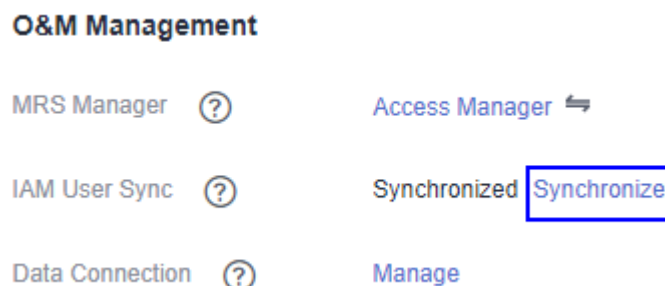 O&M Management
MRS Manager ? Access Manager
IAM User Sync ? Synchronized Synchronize
Data Connection ? Manage